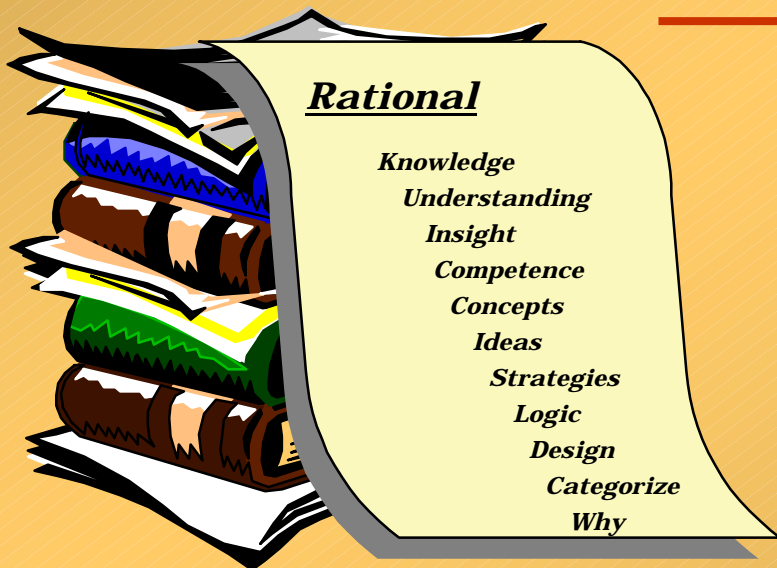 Rational
Knowledge
Understanding
Insight
Competence
Concepts
Ideas
Strategies
Logic
Design
Categorize
Why